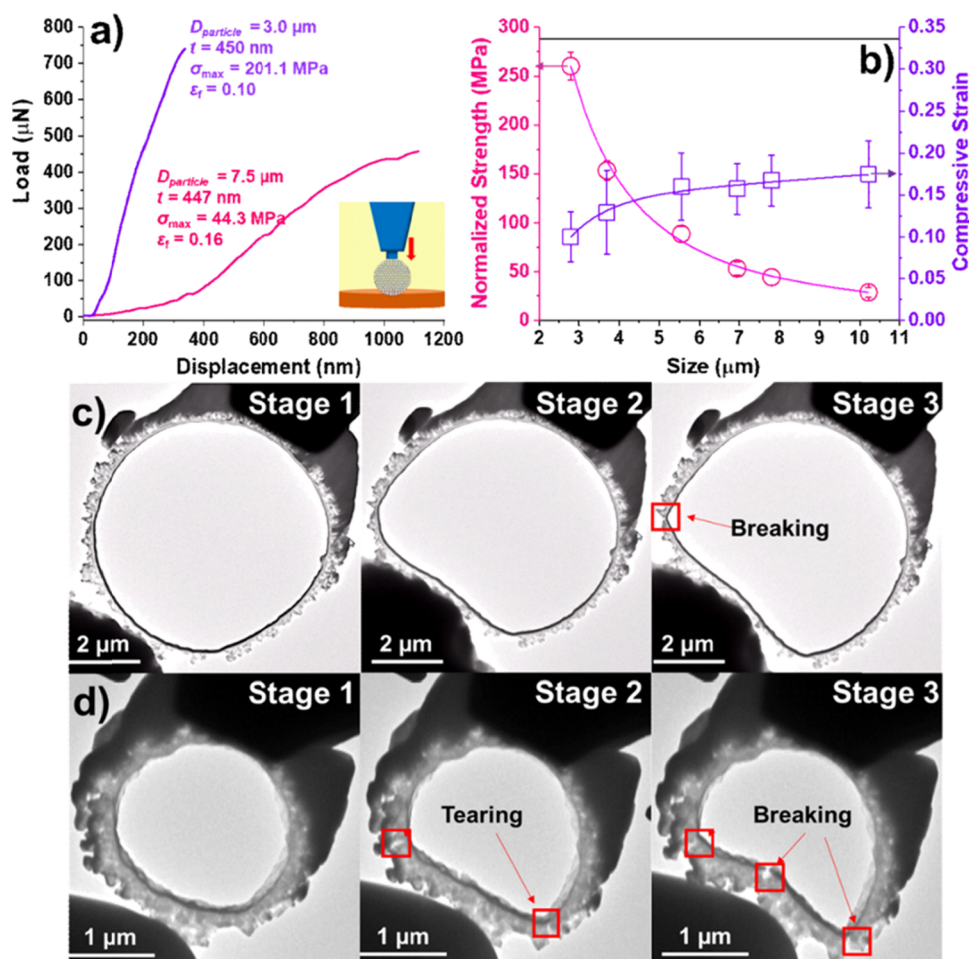 a)
800
700
600
500
400
300
200
100
0
Load (μN)
0 200 400 600 800 1000 1200
Displacement (nm)
D_particle = 3.0 μm
t = 450 nm
σ_max = 201.1 MPa
ε_f = 0.10
D_particle = 7.5 μm
t = 447 nm
σ_max = 44.3 MPa
ε_f = 0.16
b)
300
250
200
150
100
50
0
Normalized Strength (MPa)
2 3 4 5 6 7 8 9 10 11
Size (μm)
0.35
0.30
0.25
0.20
0.15
0.10
0.05
0.00
Compressive Strain
c)
Stage 1
2 μm
Stage 2
2 μm
Stage 3
Breaking
2 μm
d)
Stage 1
1 μm
Stage 2
Tearing
1 μm
Stage 3
Breaking
1 μm